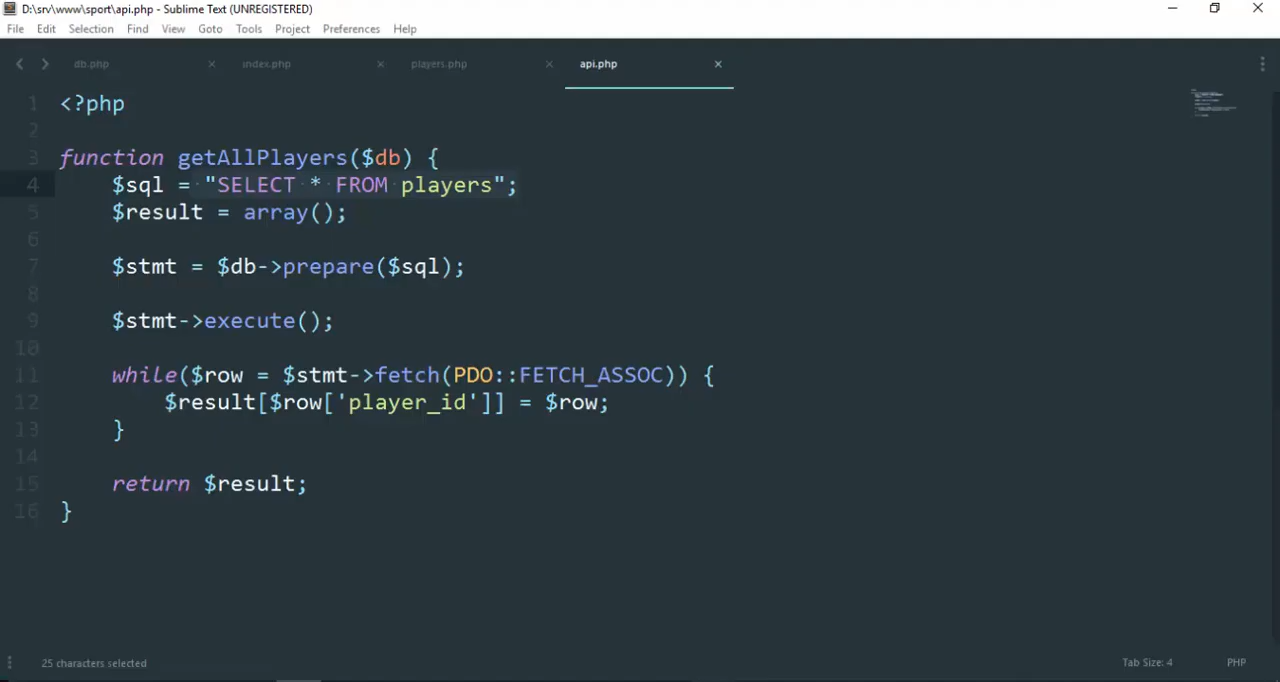 D:\srv\www\sport\api.php - Sublime Text (UNREGISTERED)
File Edit Selection Find View Goto Tools Project Preferences Help
db.php × index.php × players.php × api.php ×
1 <?php
2
3 function getAllPlayers($db) {
4 $sql = "SELECT * FROM players";
5 $result = array();
6
7 $stmt = $db->prepare($sql);
8
9 $stmt->execute();
10
11 while($row = $stmt->fetch(PDO::FETCH_ASSOC)) {
12 $result[$row['player_id']] = $row;
13 }
14
15 return $result;
16 }
25 characters selected Tab Size: 4 PHP